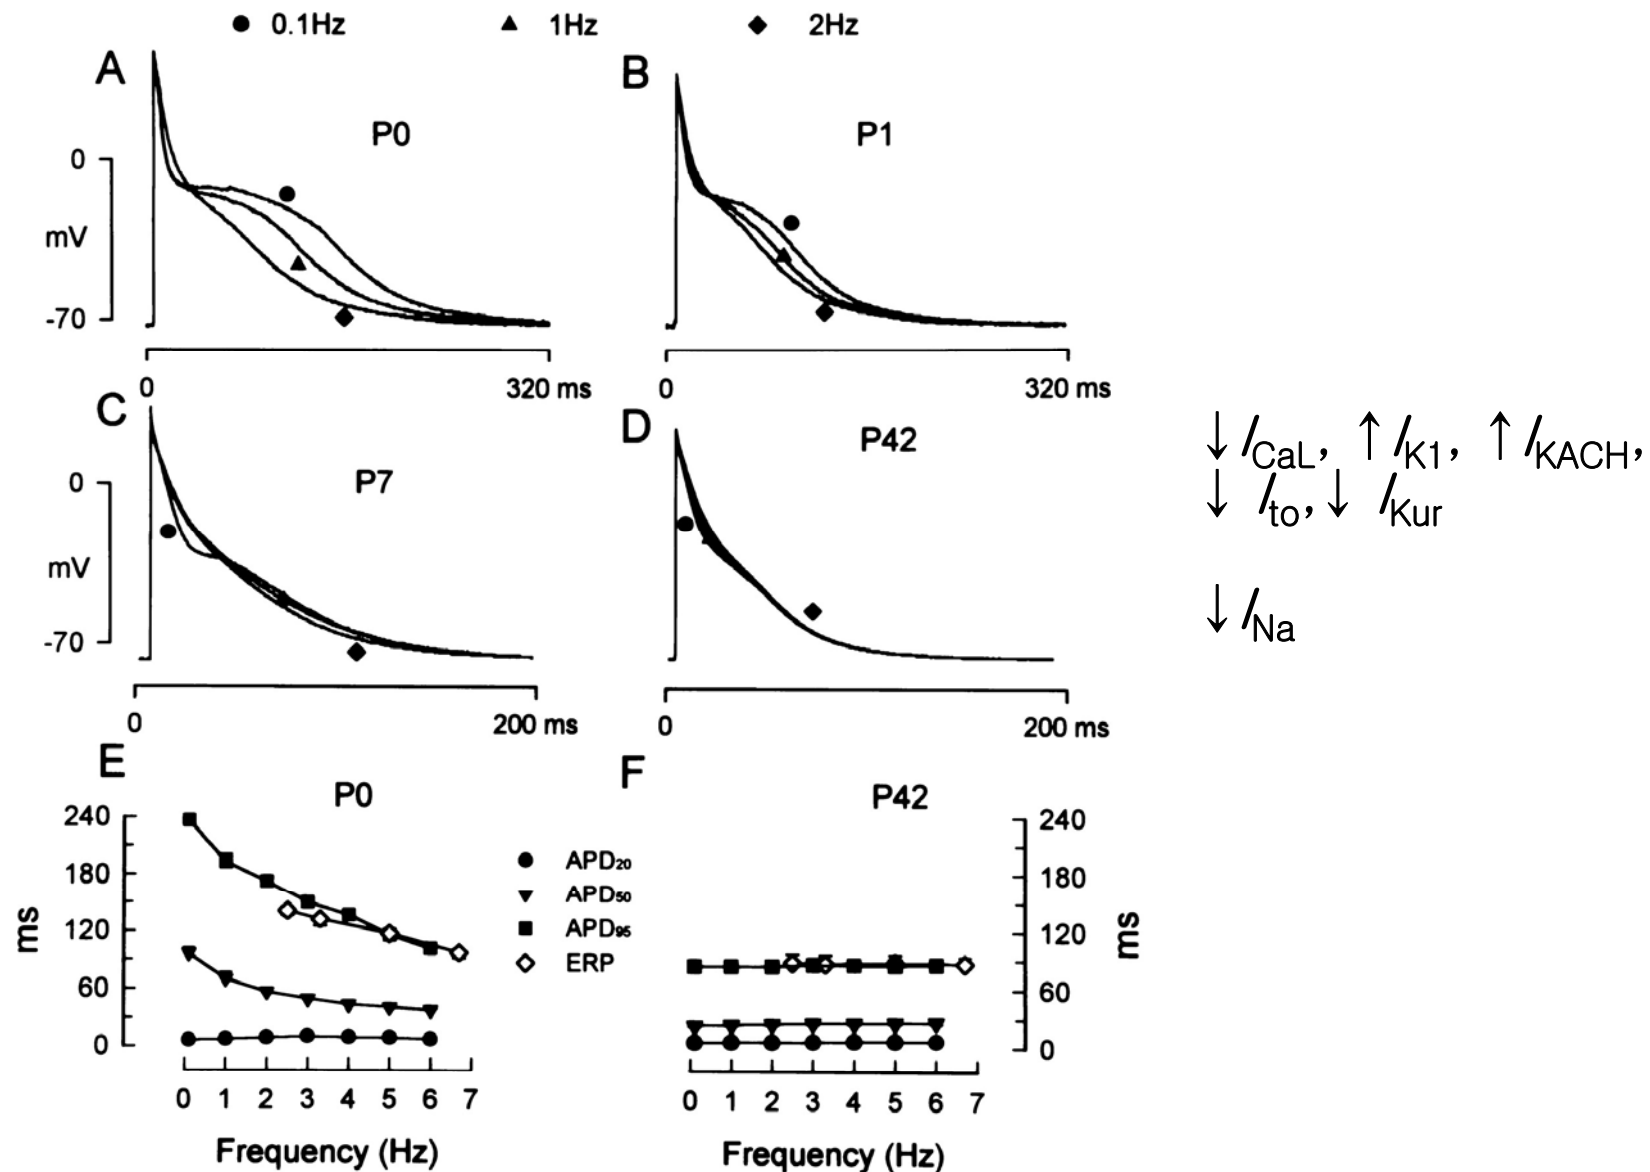 0.1Hz 1Hz 2Hz
A
P0
0
mV
-70
0 320 ms
B
P1
0 320 ms
C
P7
0
mV
-70
0 200 ms
D
P42
0 200 ms
↓ I_CaL, ↑ I_K1, ↑ I_KACH,
↓ I_to, ↓ I_Kur
↓ I_Na
E
P0
240
180
120
60
0
ms
0 1 2 3 4 5 6 7
Frequency (Hz)
APD20
APD50
APD95
ERP
F
P42
240
180
120
60
0
ms
0 1 2 3 4 5 6 7
Frequency (Hz)